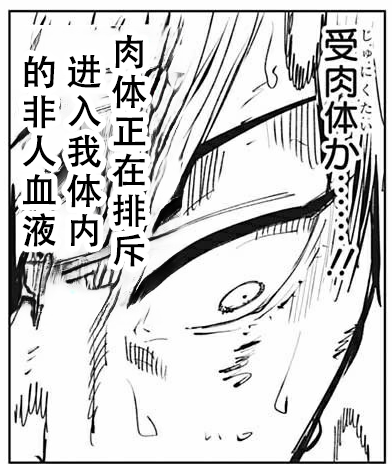 受肉体か………!!
じゅにくたい
肉体正在排斥
进入我体内
的非人血液